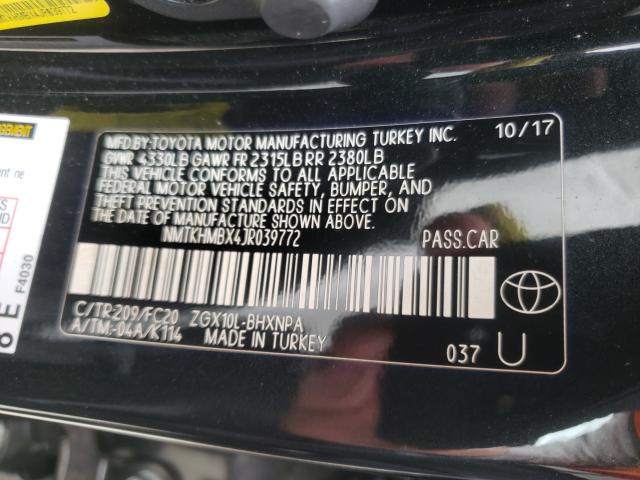 MFD.BY:TOYOTA MOTOR MANUFACTURING TURKEY INC. 10/17
GVWR 4330LB GAWR FR 2315LB RR 2380LB
THIS VEHICLE CONFORMS TO ALL APPLICABLE
FEDERAL MOTOR VEHICLE SAFETY, BUMPER, AND
THEFT PREVENTION STANDARDS IN EFFECT ON
THE DATE OF MANUFACTURE SHOWN ABOVE.
NMTKHMBX4JR039772 PASS.CAR
C/TR:209/FC20 ZGX10L-BHXNPA
A/TM:-04A/K114 MADE IN TURKEY
037 U
F4030